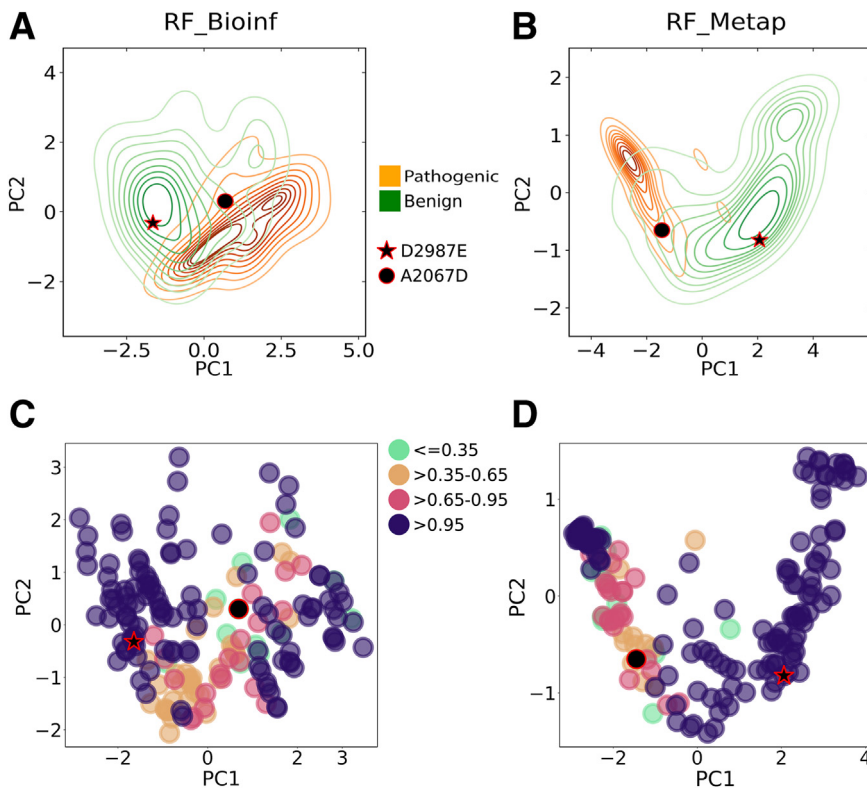 A
RF_Bioinf
PC2
4
2
0
−2
−2.5
0.0
2.5
5.0
PC1
Pathogenic
Benign
D2987E
A2067D
B
RF_Metap
PC2
2
1
0
−1
−2
−4
−2
0
2
4
PC1
C
PC2
3
2
1
0
−1
−2
−2
0
2
3
PC1
<=0.35
>0.35-0.65
>0.65-0.95
>0.95
D
PC2
1
0
−1
−2
0
2
4
PC1